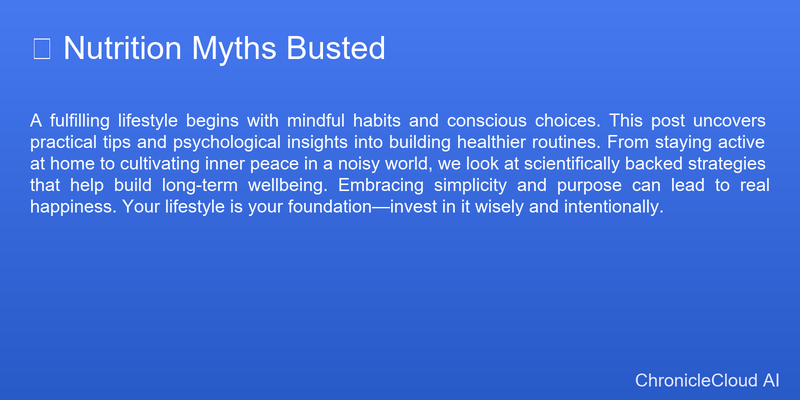 Nutrition Myths Busted
A fulfilling lifestyle begins with mindful habits and conscious choices. This post uncovers
practical tips and psychological insights into building healthier routines. From staying active
at home to cultivating inner peace in a noisy world, we look at scientifically backed strategies
that help build long-term wellbeing. Embracing simplicity and purpose can lead to real
happiness. Your lifestyle is your foundation—invest in it wisely and intentionally.
ChronicleCloud AI